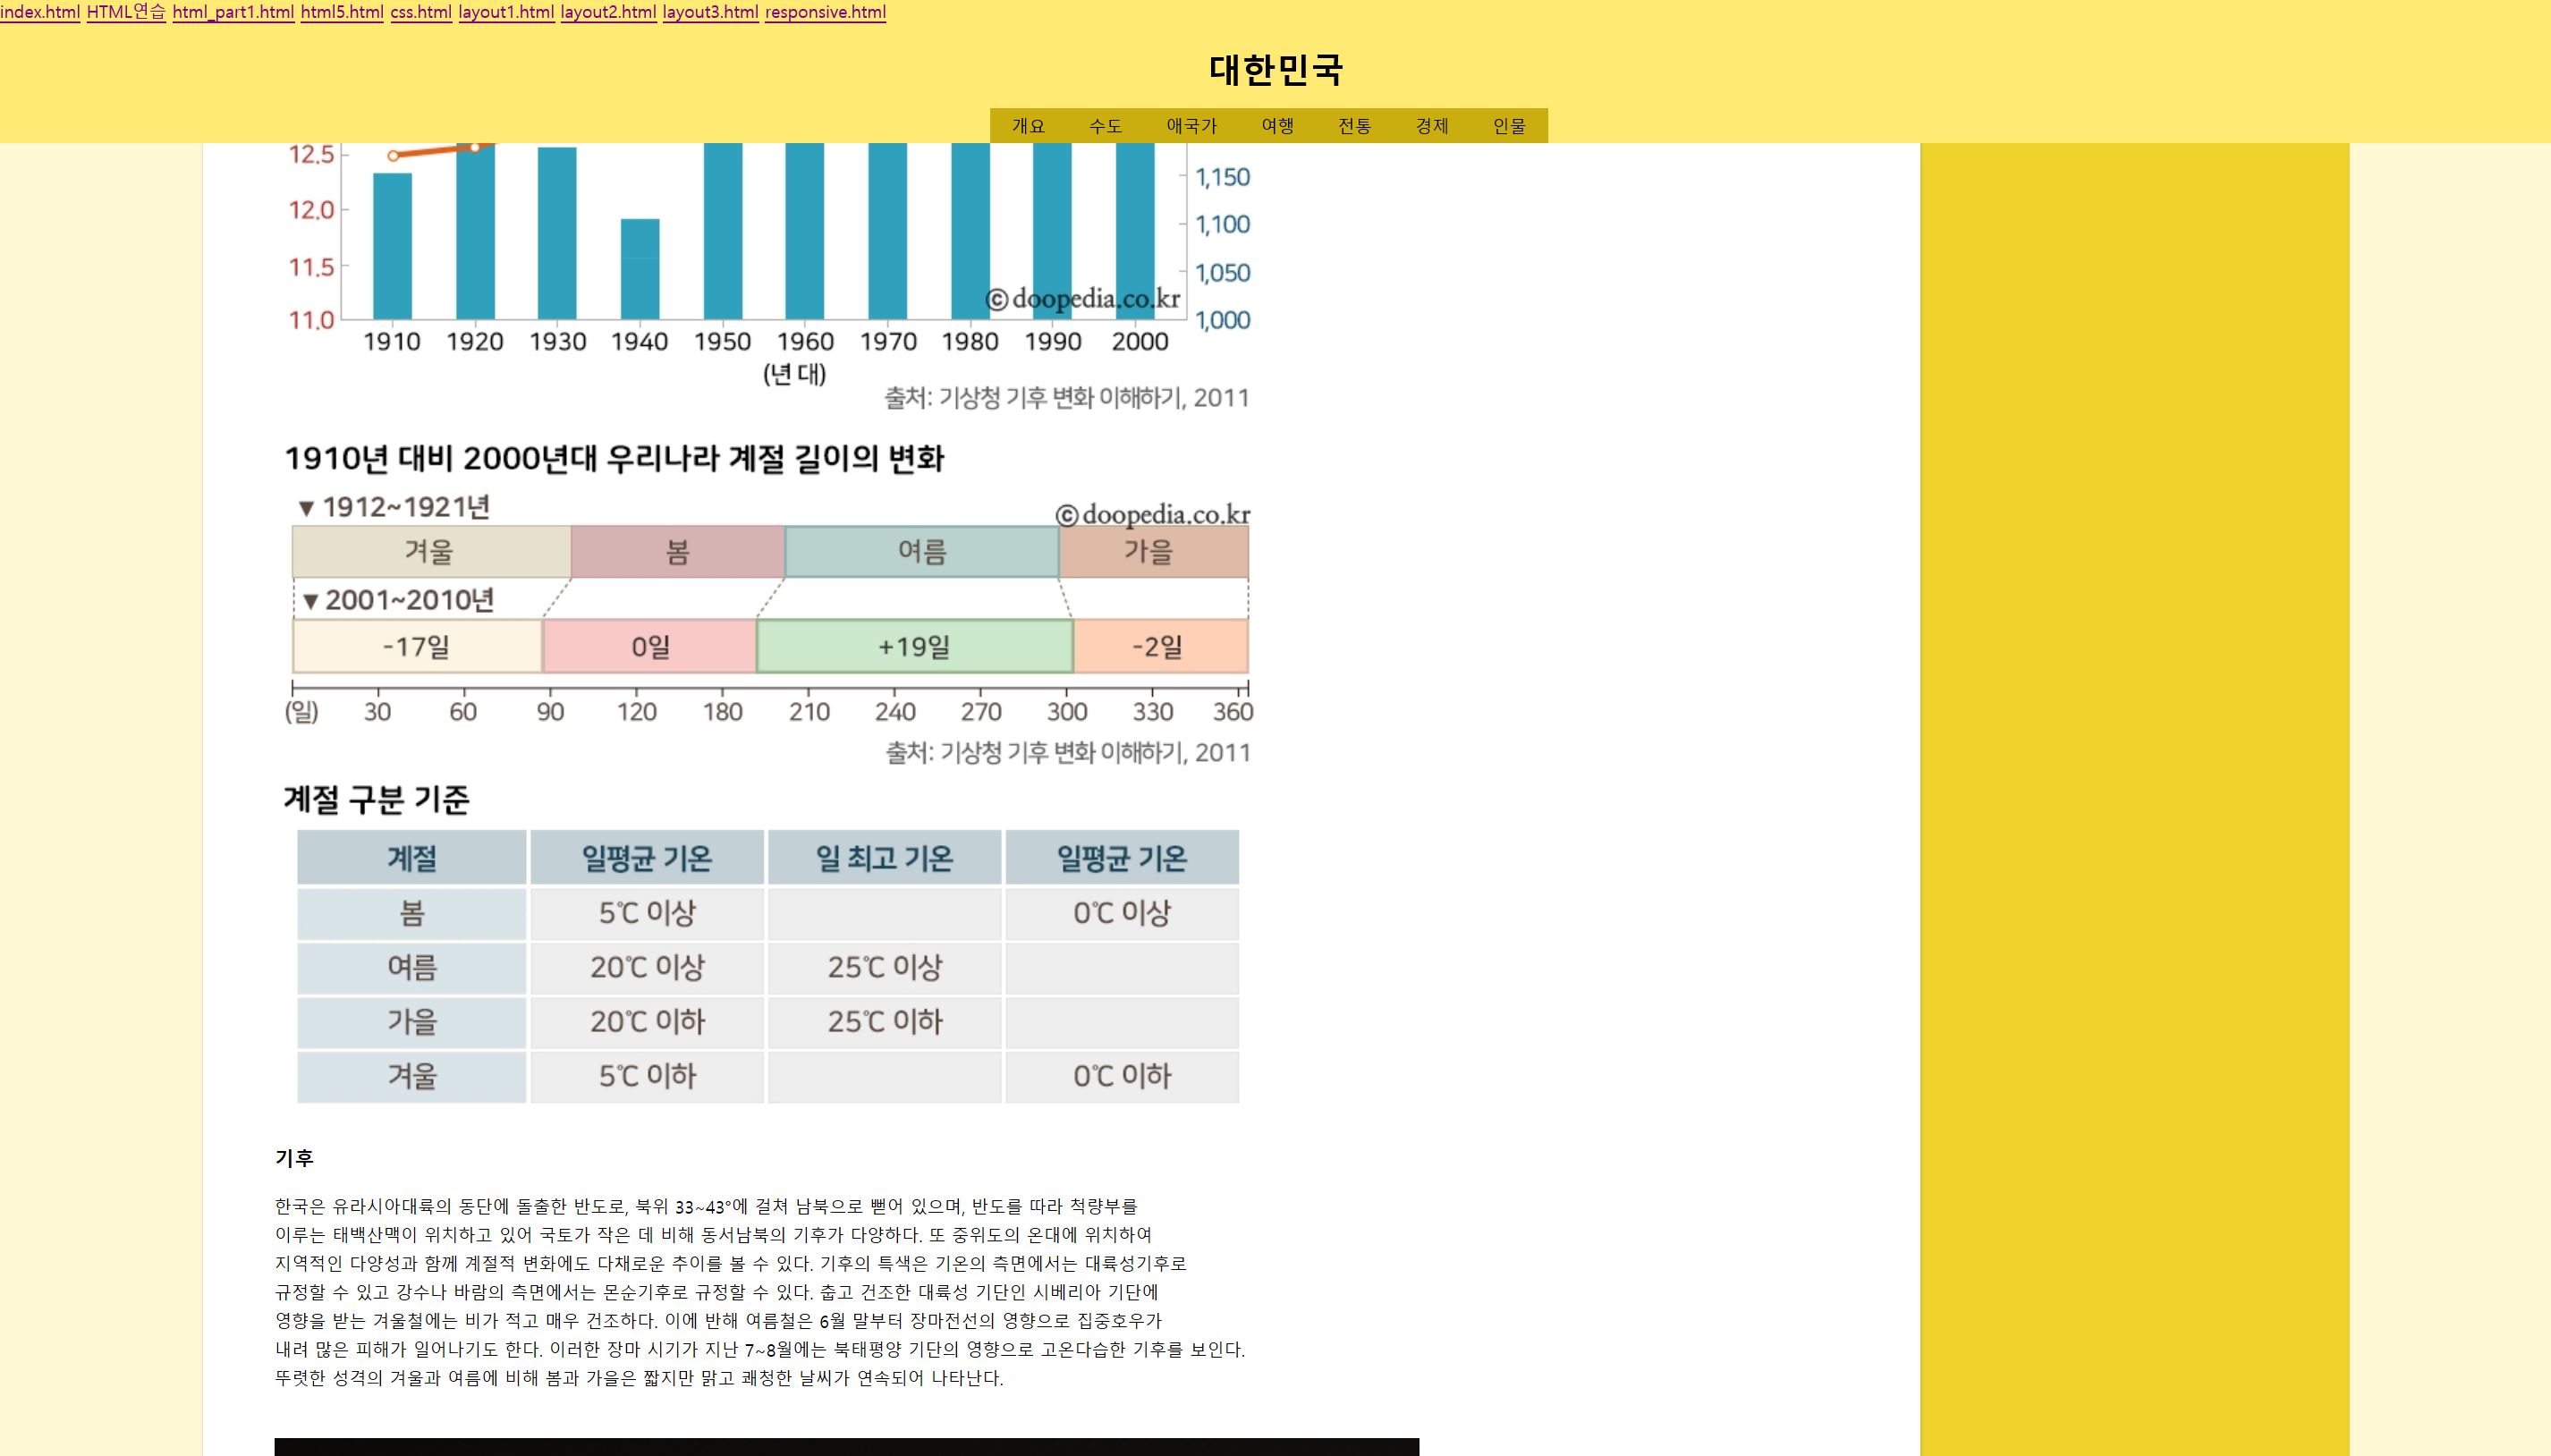 index.html HTML연습 html_part1.html html5.html css.html layout1.html layout2.html layout3.html responsive.html
대한민국
개요 수도 애국가 여행 전통 경제 인물
12.5
12.0
11.5
11.0
1,150
1,100
1,050
1,000
ⓒdoopedia.co.kr
1910 1920 1930 1940 1950 1960 1970 1980 1990 2000
(년 대)
출처: 기상청 기후 변화 이해하기, 2011
1910년 대비 2000년대 우리나라 계절 길이의 변화
▼ 1912~1921년
ⓒdoopedia.co.kr
겨울 봄 여름 가을
▼ 2001~2010년
-17일 0일 +19일 -2일
(일) 30 60 90 120 180 210 240 270 300 330 360
출처: 기상청 기후 변화 이해하기, 2011
계절 구분 기준
계절 일평균 기온 일 최고 기온 일평균 기온
봄 5℃ 이상 0℃ 이상
여름 20℃ 이상 25℃ 이상
가을 20℃ 이하 25℃ 이하
겨울 5℃ 이하 0℃ 이하
기후
한국은 유라시아대륙의 동단에 돌출한 반도로, 북위 33~43°에 걸쳐 남북으로 뻗어 있으며, 반도를 따라 척량부를
이루는 태백산맥이 위치하고 있어 국토가 작은 데 비해 동서남북의 기후가 다양하다. 또 중위도의 온대에 위치하여
지역적인 다양성과 함께 계절적 변화에도 다채로운 추이를 볼 수 있다. 기후의 특색은 기온의 측면에서는 대륙성기후로
규정할 수 있고 강수나 바람의 측면에서는 몬순기후로 규정할 수 있다. 춥고 건조한 대륙성 기단인 시베리아 기단에
영향을 받는 겨울철에는 비가 적고 매우 건조하다. 이에 반해 여름철은 6월 말부터 장마전선의 영향으로 집중호우가
내려 많은 피해가 일어나기도 한다. 이러한 장마 시기가 지난 7~8월에는 북태평양 기단의 영향으로 고온다습한 기후를 보인다.
뚜렷한 성격의 겨울과 여름에 비해 봄과 가을은 짧지만 맑고 쾌청한 날씨가 연속되어 나타난다.